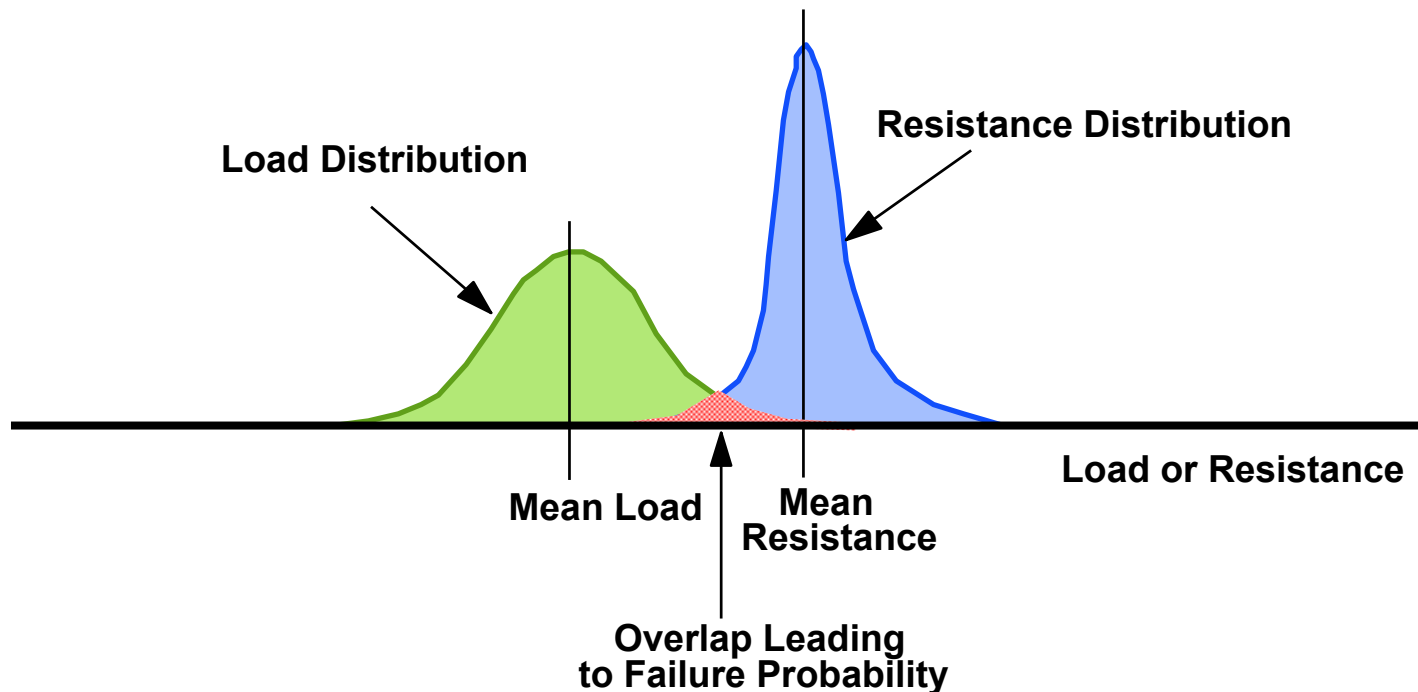 Resistance Distribution
Load Distribution
Load or Resistance
Mean Load
Mean
Resistance
Overlap Leading
to Failure Probability